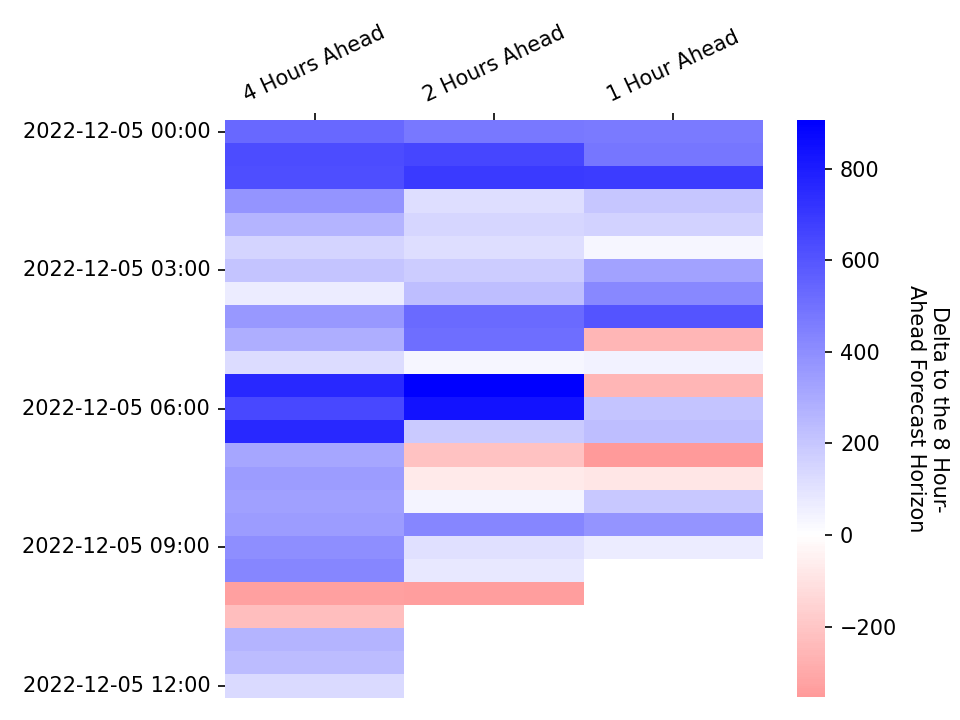 4 Hours Ahead
2 Hours Ahead
1 Hour Ahead
2022-12-05 00:00
2022-12-05 03:00
2022-12-05 06:00
2022-12-05 09:00
2022-12-05 12:00
800
600
400
200
0
−200
Delta to the 8 Hour-
Ahead Forecast Horizon